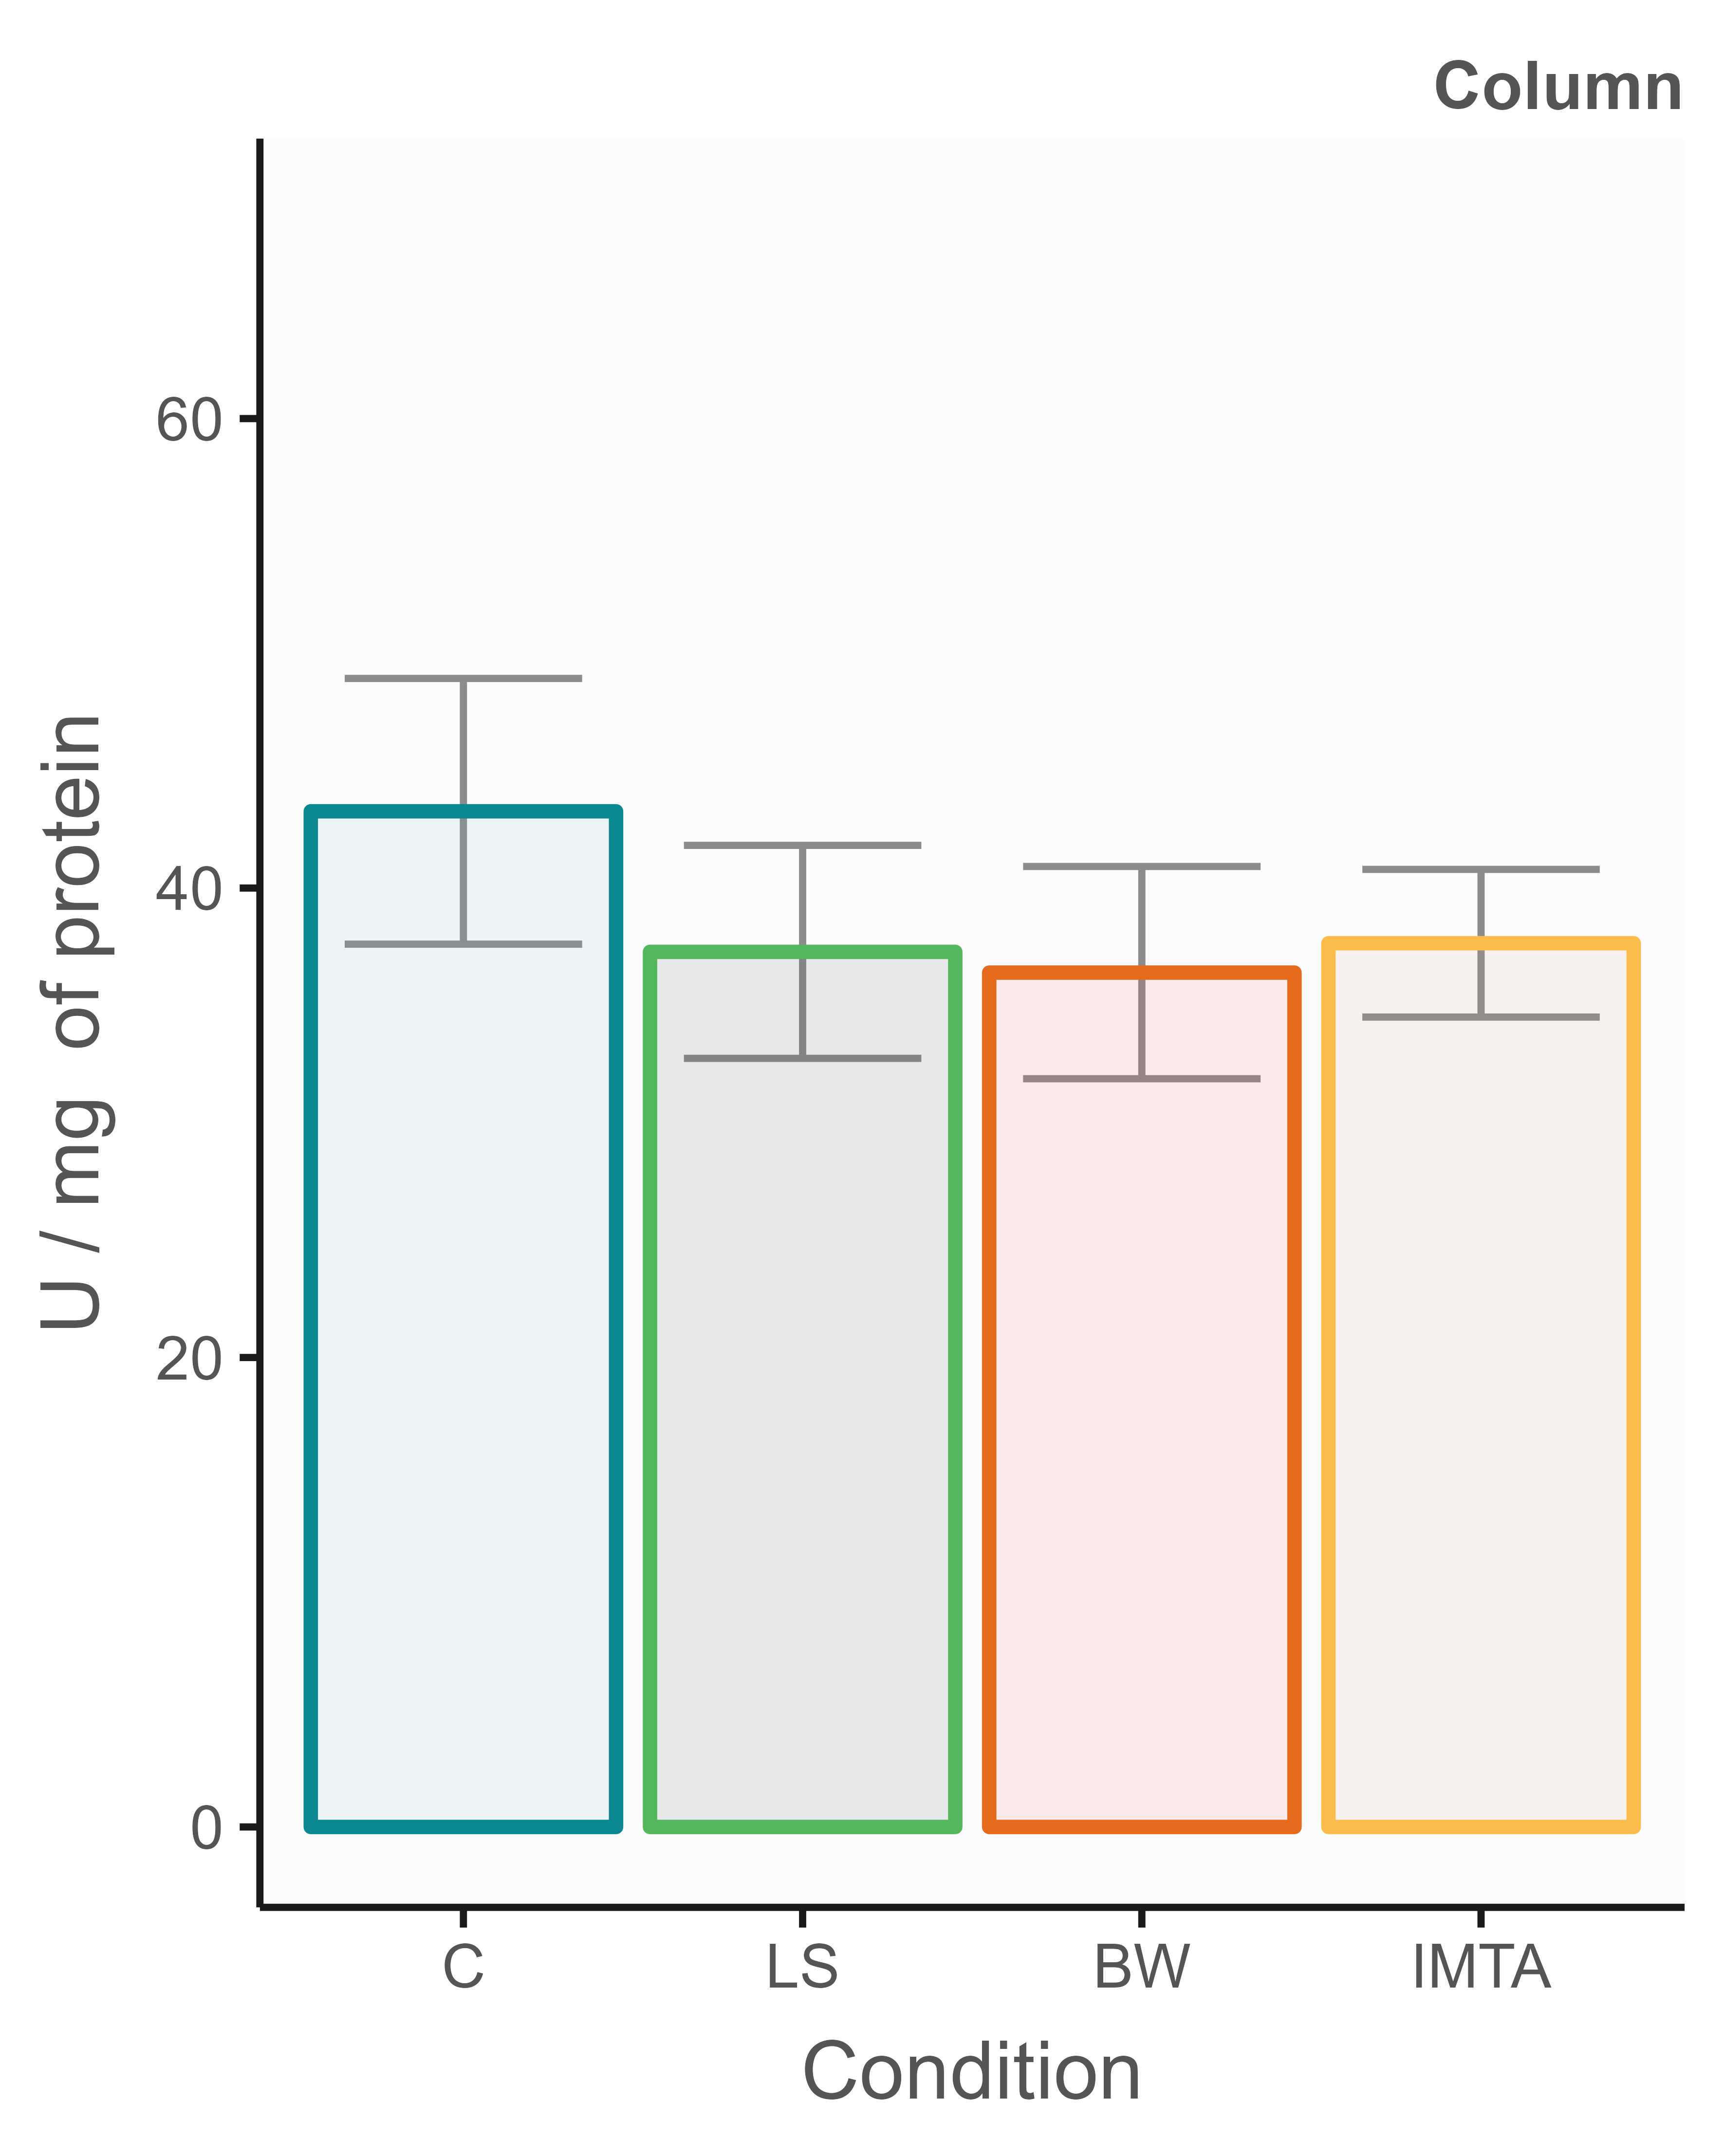 Column
U / mg of protein
60
40
20
0
C LS BW IMTA
Condition